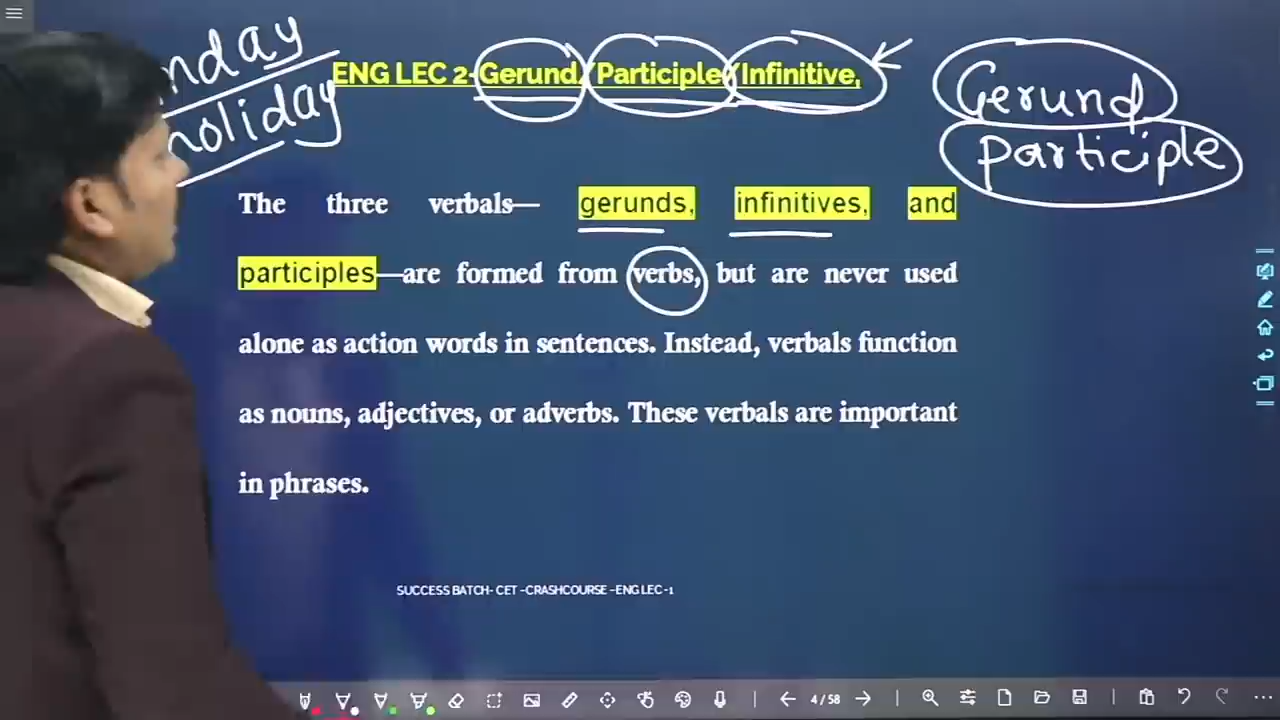 nday
holiday
ENG LEC 2-Gerund, Participle, Infinitive,
Gerund
Participle
The three verbals— gerunds, infinitives, and
participles—are formed from verbs, but are never used
alone as action words in sentences. Instead, verbals function
as nouns, adjectives, or adverbs. These verbals are important
in phrases.
SUCCESS BATCH- CET -CRASHCOURSE -ENG LEC -1
4 / 58